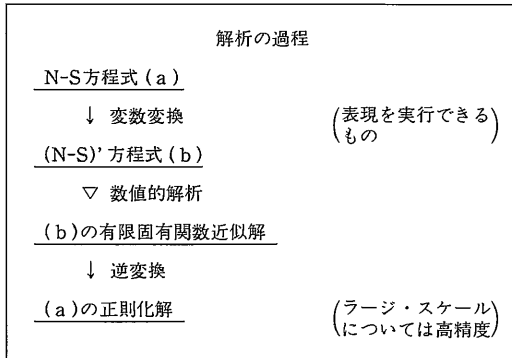 解析の過程
N-S方程式(a)
↓ 変数変換
(表現を実行できるもの)
(N-S)'方程式(b)
▽ 数値的解析
(b)の有限固有関数近似解
↓ 逆変換
(a)の正則化解
(ラージ・スケールについては高精度)